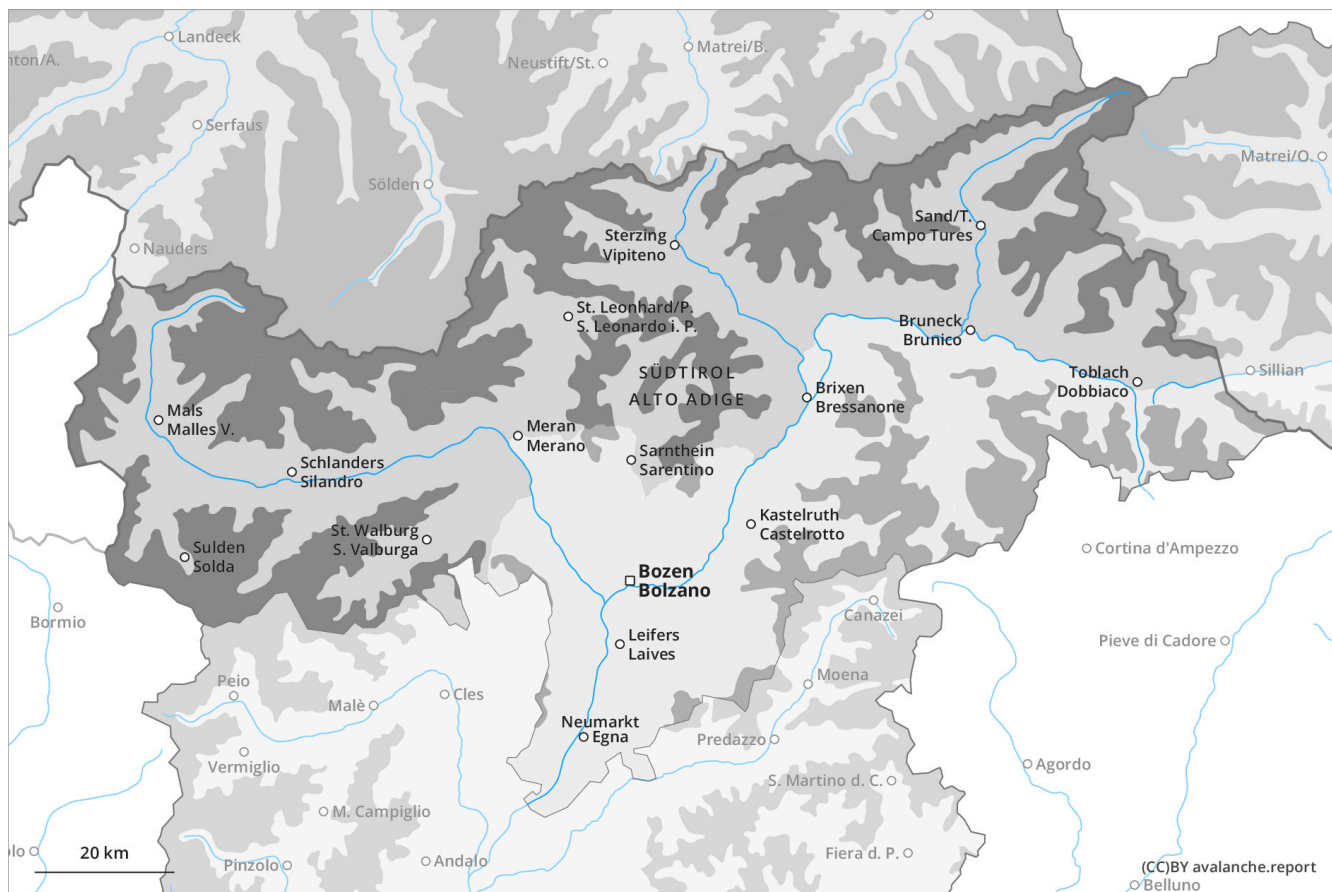 Landeck
nton/A.
Matrei/B.
Neustift/St.
Serfaus
Matrei/O.
Sölden
Sand/T.
Campo Tures
Sterzing
Vipiteno
Nauders
St. Leonhard/P.
S. Leonardo i. P.
Bruneck
Brunico
SÜDTIROL
ALTO ADIGE
Toblach
Dobbiaco
Sillian
Brixen
Bressanone
Mals
Malles V.
Meran
Merano
Sarnthein
Sarentino
Schlanders
Silandro
Kastelruth
Castelrotto
St. Walburg
S. Valburga
Sulden
Solda
Cortina d'Ampezzo
Bozen
Bolzano
Bormio
Canazei
Leifers
Laives
Pieve di Cadore
Peio
Moena
Malè
Cles
Neumarkt
Egna
Predazzo
Vermiglio
Agordo
S. Martino d. C.
M. Campiglio
olo
20 km
Pinzolo
Andalo
Fiera d. P.
(CC)BY avalanche.report
Belluno